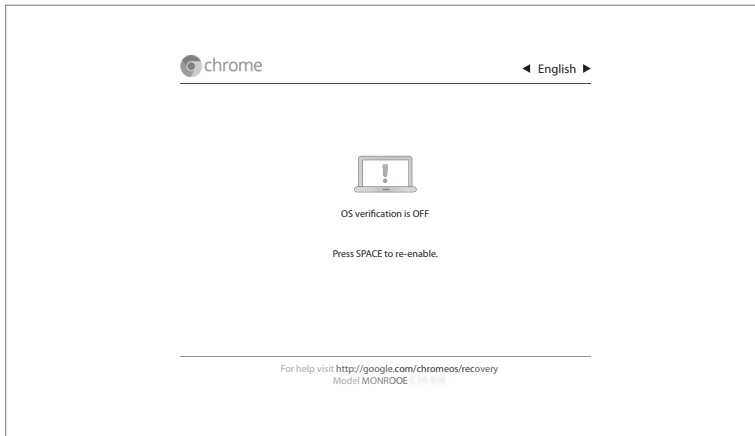 chrome
◄ English ►
OS verification is OFF
Press SPACE to re-enable.
For help visit http://google.com/chromeos/recovery
Model MONROOE